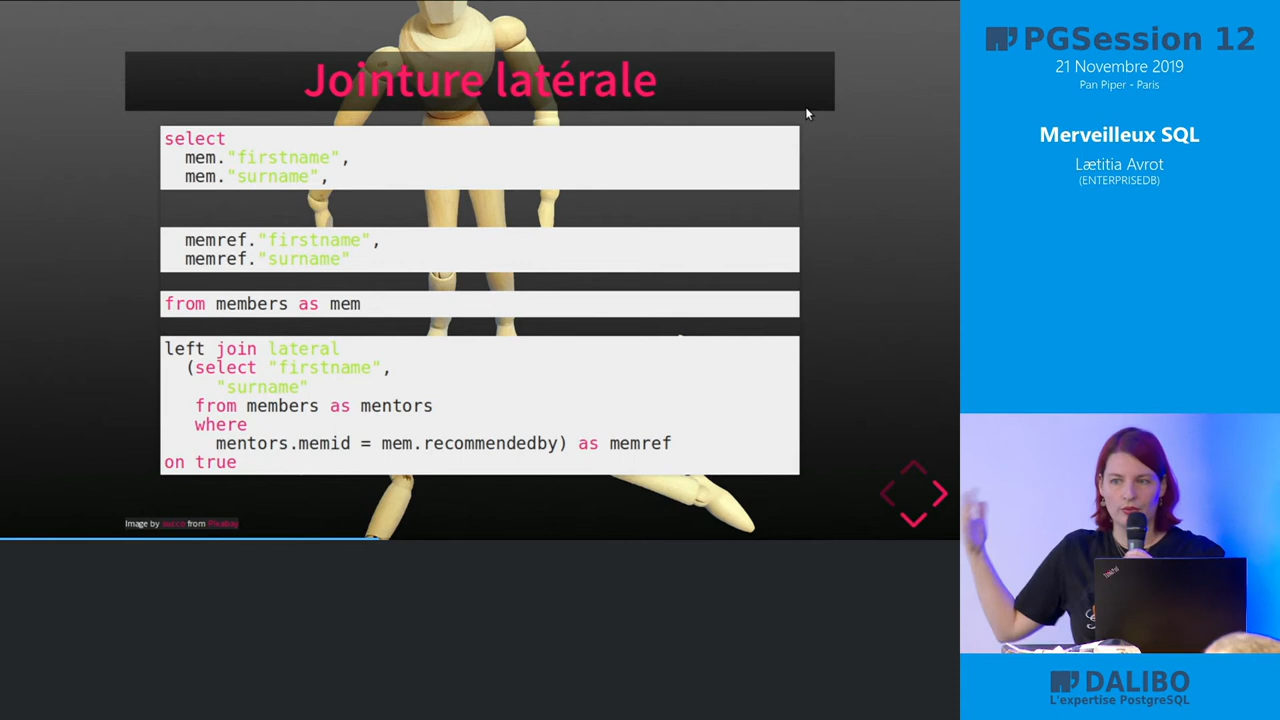 Jointure latérale
select
mem."firstname",
mem."surname",
memref."firstname",
memref."surname"
from members as mem
left join lateral
(select "firstname",
"surname"
from members as mentors
where
mentors.memid = mem.recommendedby) as memref
on true
Image by succo from Pixabay
PGSession 12
21 Novembre 2019
Pan Piper - Paris
Merveilleux SQL
Lætitia Avrot
(ENTERPRISEDB)
DALIBO
L'expertise PostgreSQL